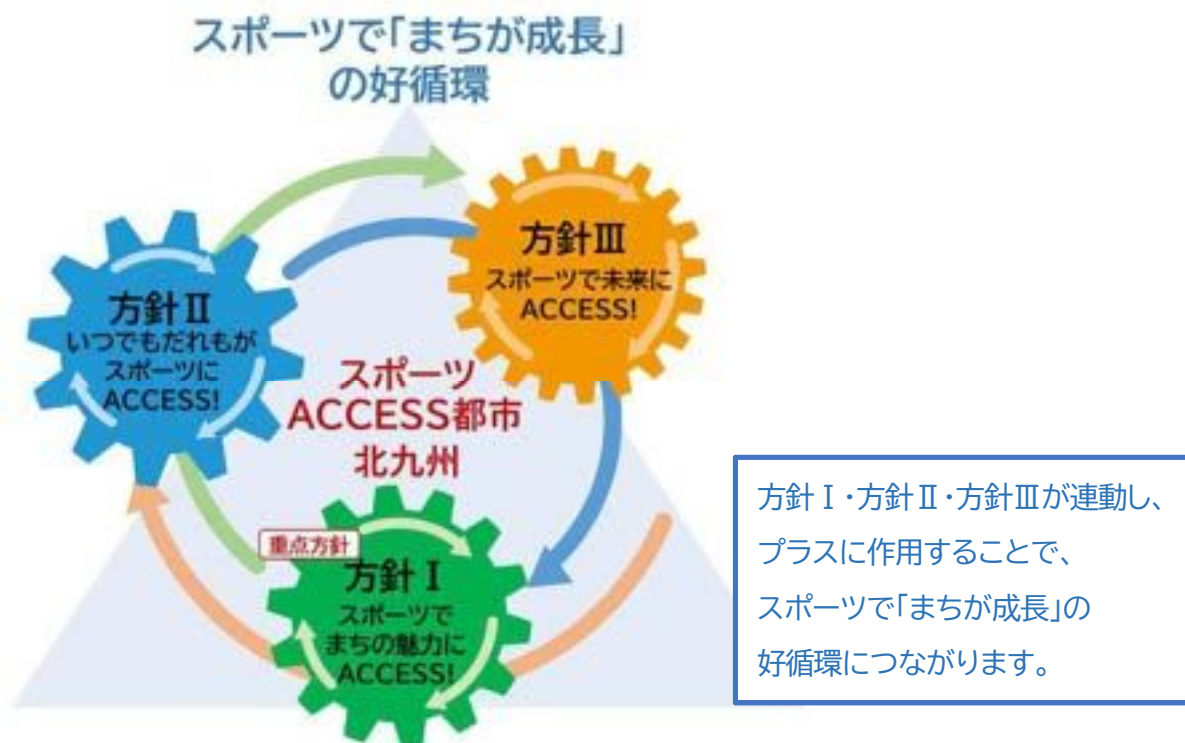 スポーツで「まちが成長」
の好循環
方針Ⅲ
スポーツで未来に
ACCESS!
方針Ⅱ
いつでもだれもが
スポーツに
ACCESS!
スポーツ
ACCESS都市
北九州
重点方針
方針Ⅰ
スポーツで
まちの魅力に
ACCESS!
方針Ⅰ・方針Ⅱ・方針Ⅲが連動し、
プラスに作用することで、
スポーツで「まちが成長」の
好循環につながります。